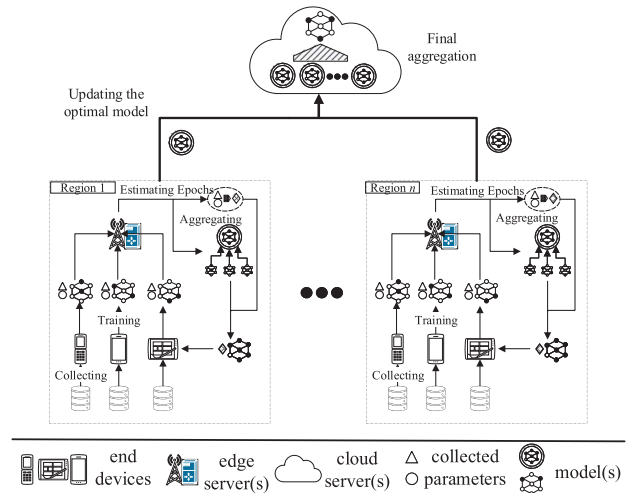 Final
aggregation
Updating the
optimal model
Region 1
Estimating Epochs
Aggregating
Training
Collecting
Region n
Estimating Epochs
Aggregating
Training
Collecting
end
devices
edge
server(s)
cloud
server(s)
collected
parameters
model(s)